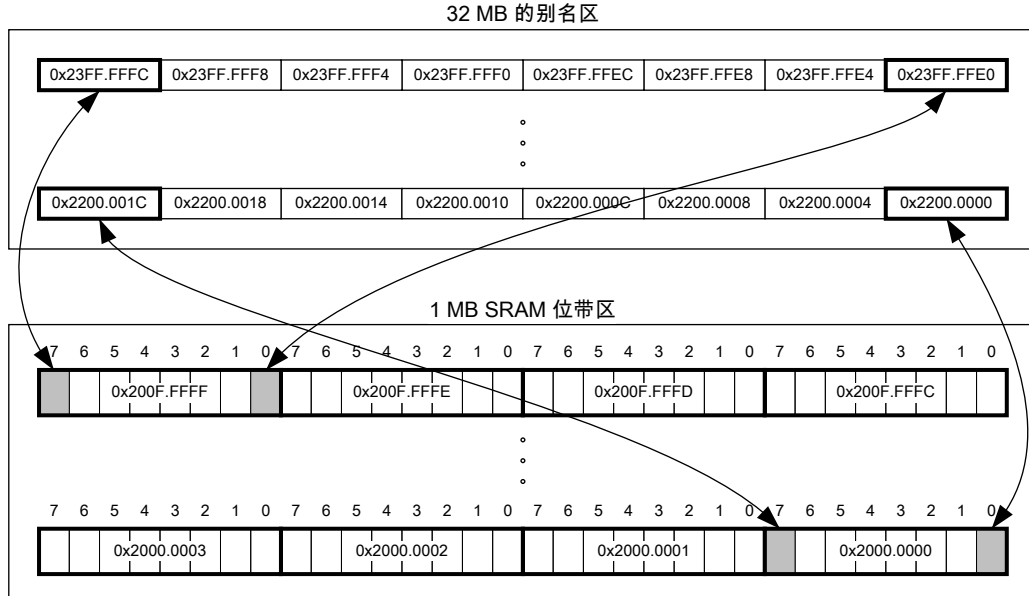 32 MB 的别名区
0x23FF.FFFC 0x23FF.FFF8 0x23FF.FFF4 0x23FF.FFF0 0x23FF.FFEC 0x23FF.FFE8 0x23FF.FFE4 0x23FF.FFE0
0x2200.001C 0x2200.0018 0x2200.0014 0x2200.0010 0x2200.000C 0x2200.0008 0x2200.0004 0x2200.0000
1 MB SRAM 位带区
7 6 5 4 3 2 1 0 7 6 5 4 3 2 1 0 7 6 5 4 3 2 1 0 7 6 5 4 3 2 1 0
0x200F.FFFF 0x200F.FFFE 0x200F.FFFD 0x200F.FFFC
7 6 5 4 3 2 1 0 7 6 5 4 3 2 1 0 7 6 5 4 3 2 1 0 7 6 5 4 3 2 1 0
0x2000.0003 0x2000.0002 0x2000.0001 0x2000.0000